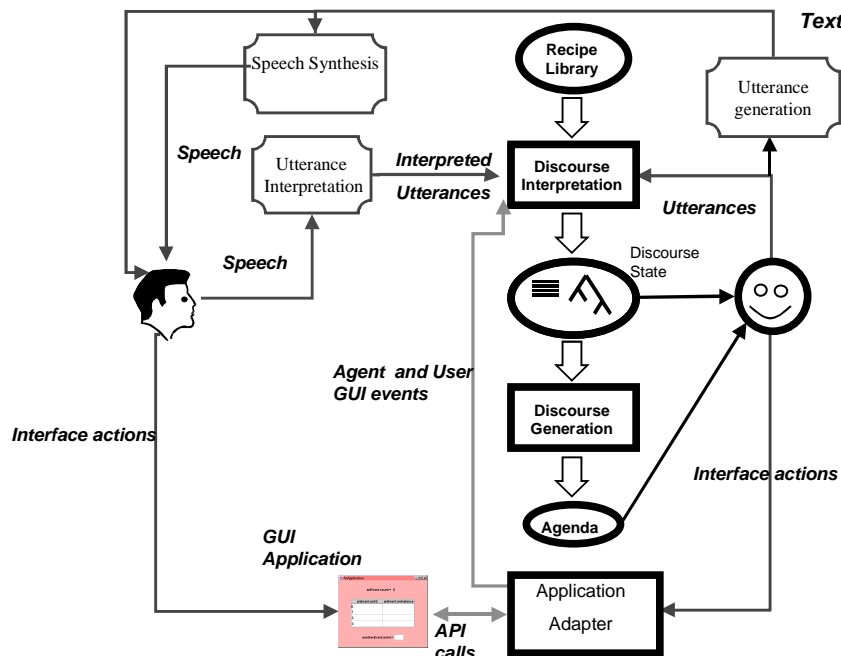 Text
Speech Synthesis
Recipe
Library
Utterance
generation
Speech
Utterance
Interpretation
Interpreted
Utterances
Discourse
Interpretation
Utterances
Speech
Discourse
State
Agent and User
GUI events
Discourse
Generation
Interface actions
Interface actions
Agenda
GUI
Application
Application
Adapter
API
calls